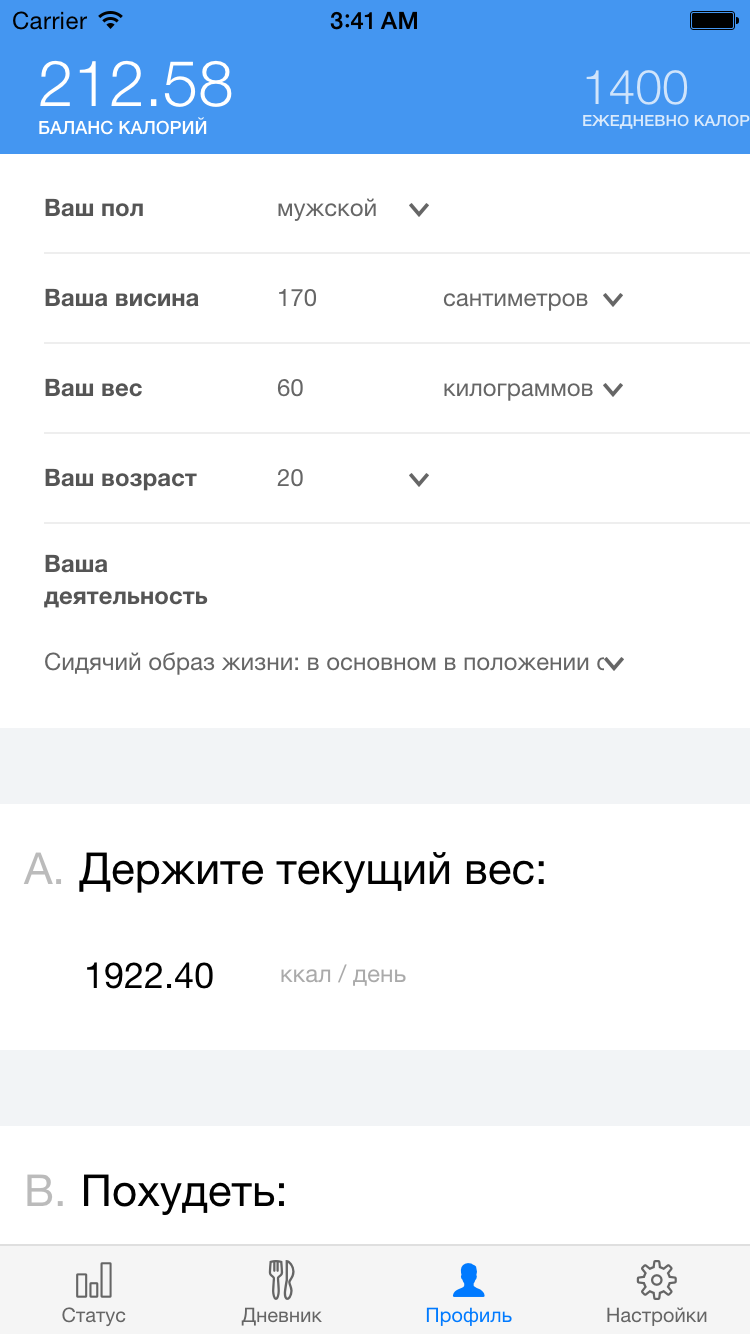 Carrier 3:41 AM
212.58 1400
БАЛАНС КАЛОРИЙ ЕЖЕДНЕВНО КАЛОР
Ваш пол мужской
Ваша висина 170 сантиметров
Ваш вес 60 килограммов
Ваш возраст 20
Ваша
деятельность
Сидячий образ жизни: в основном в положении с
A. Держите текущий вес:
1922.40 ккал / день
B. Похудеть:
Статус Дневник Профиль Настройки